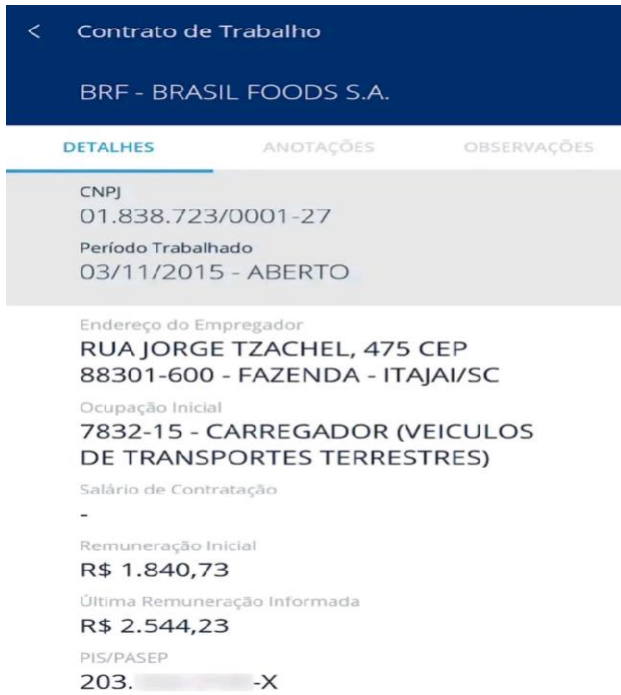 < Contrato de Trabalho
BRF - BRASIL FOODS S.A.
DETALHES ANOTAÇÕES OBSERVAÇÕES
CNPJ
01.838.723/0001-27
Período Trabalhado
03/11/2015 - ABERTO
Endereço do Empregador
RUA JORGE TZACHEL, 475 CEP
88301-600 - FAZENDA - ITAJAI/SC
Ocupação Inicial
7832-15 - CARREGADOR (VEICULOS
DE TRANSPORTES TERRESTRES)
Salário de Contratação
-
Remuneração Inicial
R$ 1.840,73
Última Remuneração Informada
R$ 2.544,23
PIS/PASEP
203. -X